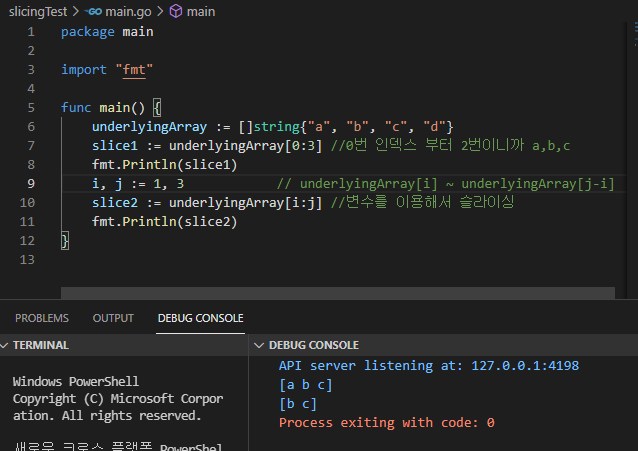 slicingTest > main.go > main
1 package main
2
3 import "fmt"
4
5 func main() {
6 underlyingArray := []string{"a", "b", "c", "d"}
7 slice1 := underlyingArray[0:3] //0번 인덱스 부터 2번이니까 a,b,c
8 fmt.Println(slice1)
9 i, j := 1, 3 // underlyingArray[i] ~ underlyingArray[j-i]
10 slice2 := underlyingArray[i:j] //변수를 이용해서 슬라이싱
11 fmt.Println(slice2)
12 }
13
PROBLEMS OUTPUT DEBUG CONSOLE
TERMINAL
Windows PowerShell
Copyright (C) Microsoft Corpor
ation. All rights reserved.
새로운 크로스 플랫폼 PowerShel
DEBUG CONSOLE
API server listening at: 127.0.0.1:4198
[a b c]
[b c]
Process exiting with code: 0